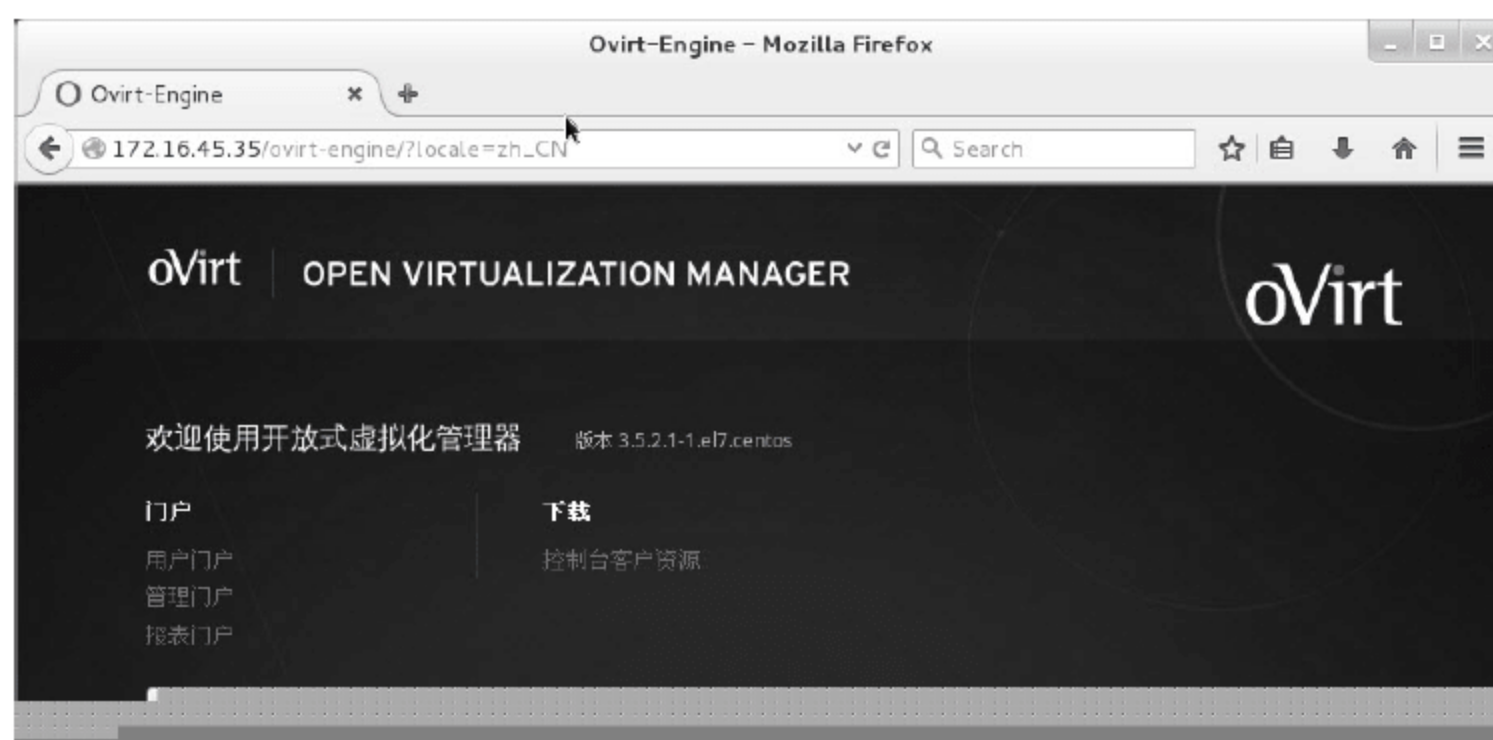 Ovirt-Engine - Mozilla Firefox
Ovirt-Engine
172.16.45.35/ovirt-engine/?locale=zh_CN
Search
oVirt
OPEN VIRTUALIZATION MANAGER
oVirt
欢迎使用开放式虚拟化管理器
版本 3.5.2.1-1.el7.centos
门户
下载
用户门户
控制台客户资源
管理门户
报表门户